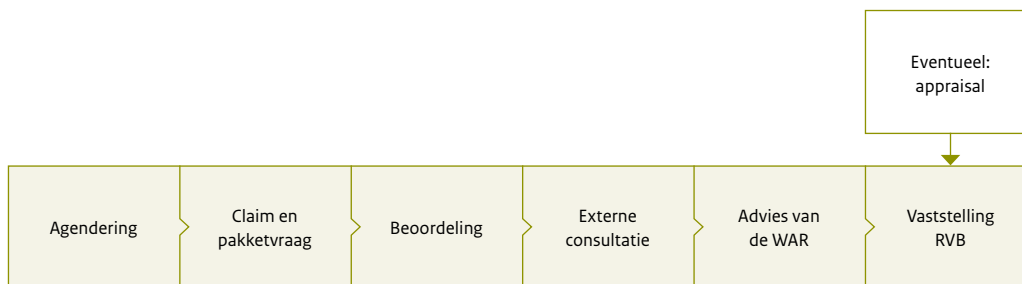 Eventueel:
appraisal
Agendering
Claim en
pakketvraag
Beoordeling
Externe
consultatie
Advies van
de WAR
Vaststelling
RVB